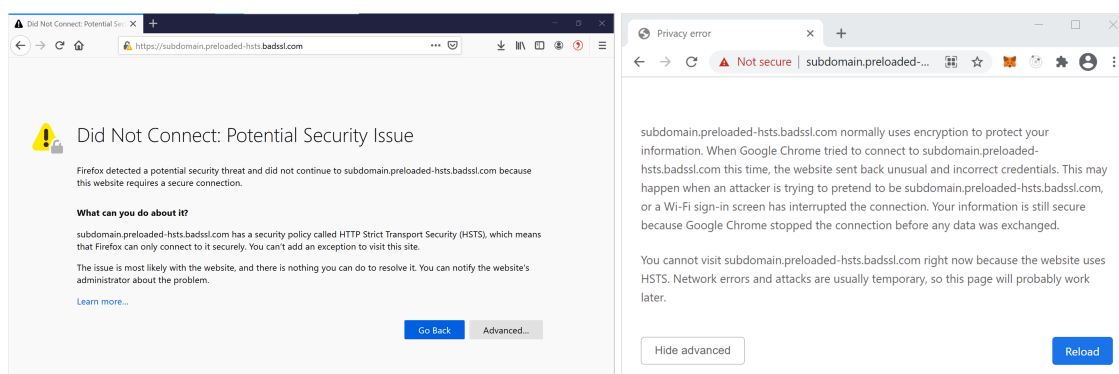 Did Not Connect: Potential Sec
https://subdomain.preloaded-hsts.badssl.com
Did Not Connect: Potential Security Issue
Firefox detected a potential security threat and did not continue to subdomain.preloaded-hsts.badssl.com because
this website requires a secure connection.
What can you do about it?
subdomain.preloaded-hsts.badssl.com has a security policy called HTTP Strict Transport Security (HSTS), which means
that Firefox can only connect to it securely. You can't add an exception to visit this site.
The issue is most likely with the website, and there is nothing you can do to resolve it. You can notify the website's
administrator about the problem.
Learn more...
Go Back Advanced...
Privacy error
Not secure | subdomain.preloaded-...
subdomain.preloaded-hsts.badssl.com normally uses encryption to protect your
information. When Google Chrome tried to connect to subdomain.preloaded-
hsts.badssl.com this time, the website sent back unusual and incorrect credentials. This may
happen when an attacker is trying to pretend to be subdomain.preloaded-hsts.badssl.com,
or a Wi-Fi sign-in screen has interrupted the connection. Your information is still secure
because Google Chrome stopped the connection before any data was exchanged.
You cannot visit subdomain.preloaded-hsts.badssl.com right now because the website uses
HSTS. Network errors and attacks are usually temporary, so this page will probably work
later.
Hide advanced Reload